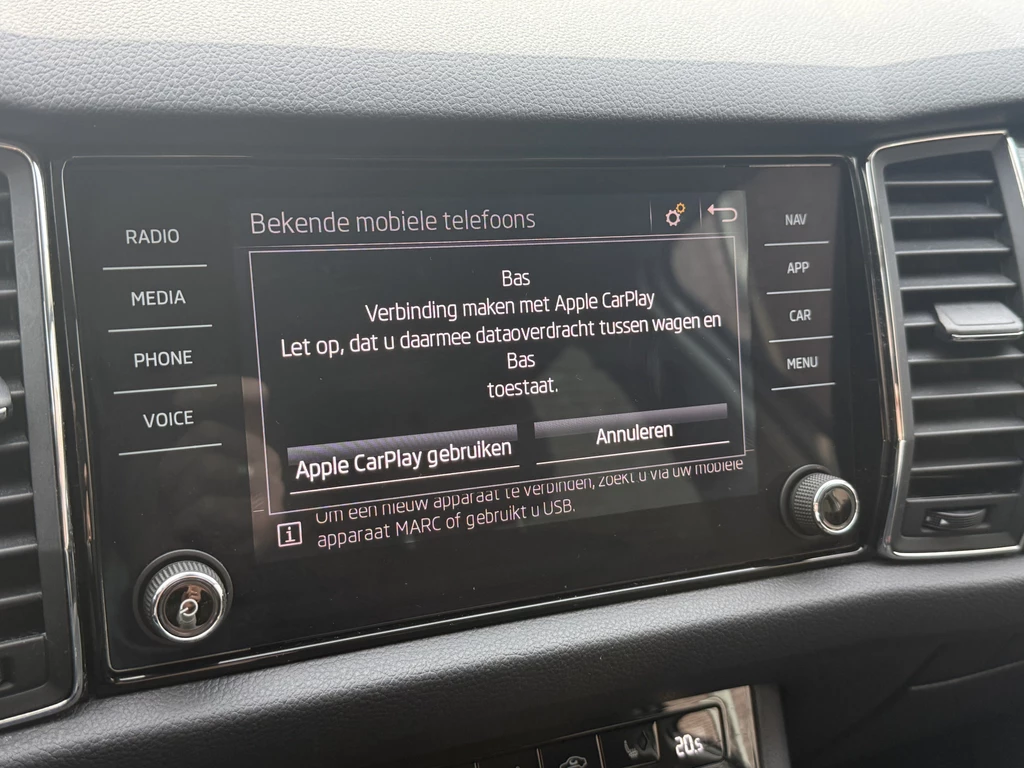 Bekende mobiele telefoons
RADIO
MEDIA
PHONE
VOICE
Bas
Verbinding maken met Apple CarPlay
Let op, dat u daarmee dataoverdracht tussen wagen en
Bas
toestaat.
Apple CarPlay gebruiken
Annuleren
Om een nieuw apparaat te verbinden, zoekt u via uw mobiele
apparaat MARC of gebruikt u USB.
NAV
APP
CAR
MENU
20.5